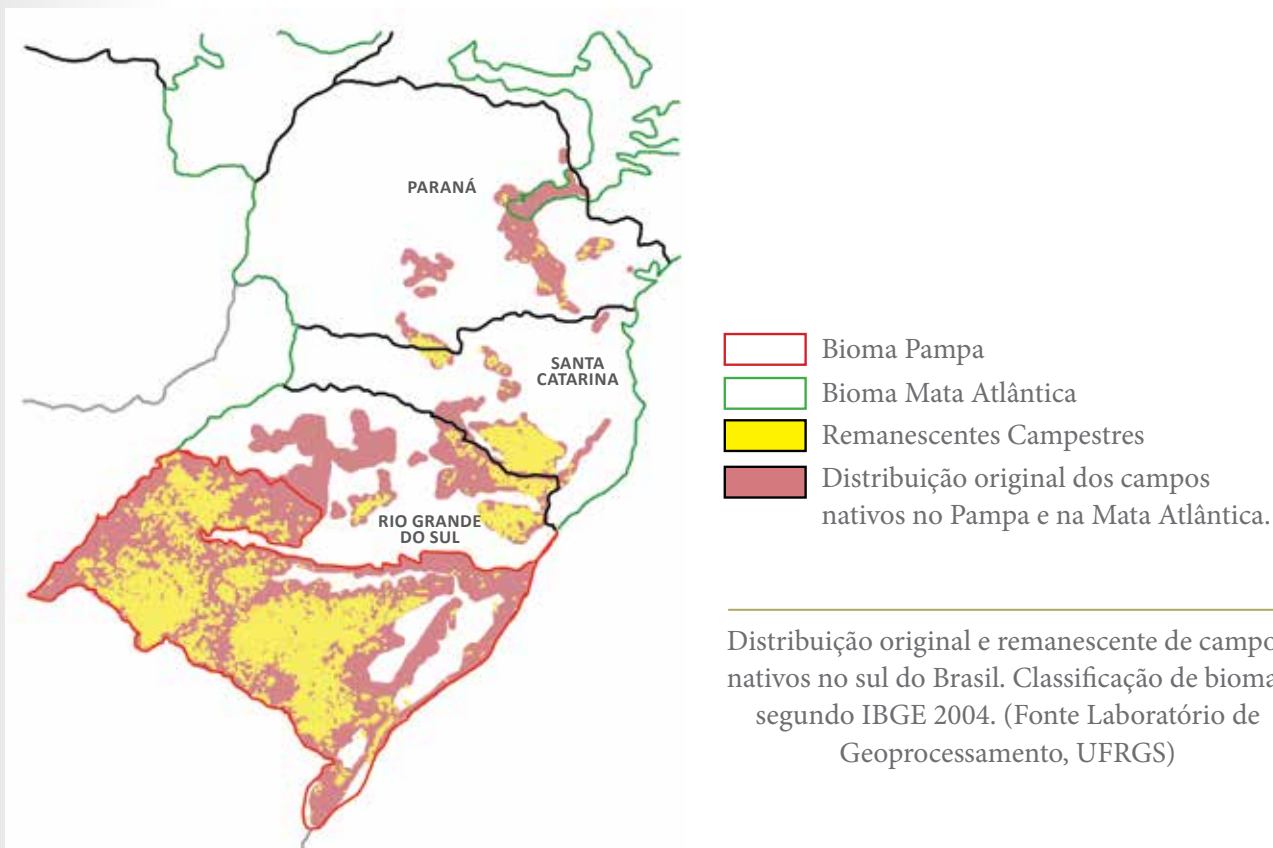 PARANÁ
SANTA
CATARINA
RIO GRANDE
DO SUL
Bioma Pampa
Bioma Mata Atlântica
Remanescentes Campestres
Distribuição original dos campos
nativos no Pampa e na Mata Atlântica.
Distribuição original e remanescente de campo
nativos no sul do Brasil. Classificação de bioma
segundo IBGE 2004. (Fonte Laboratório de
Geoprocessamento, UFRGS)